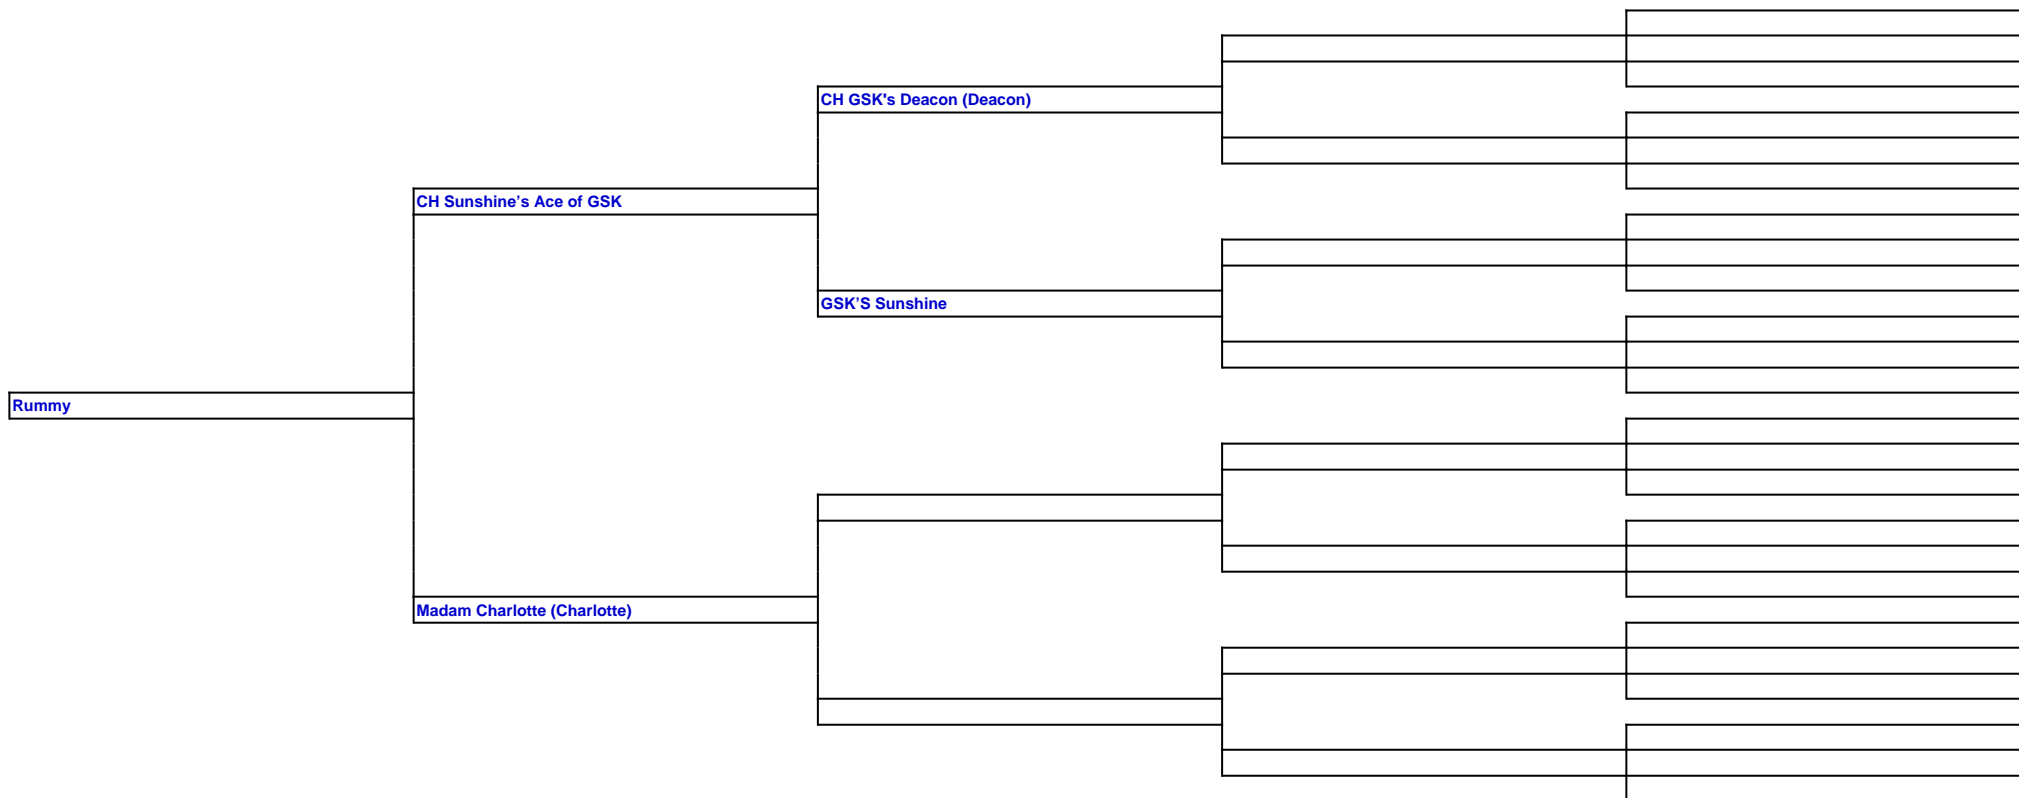 CH GSK's Deacon (Deacon)
CH Sunshine’s Ace of GSK
GSK’S Sunshine
Rummy
Madam Charlotte (Charlotte)